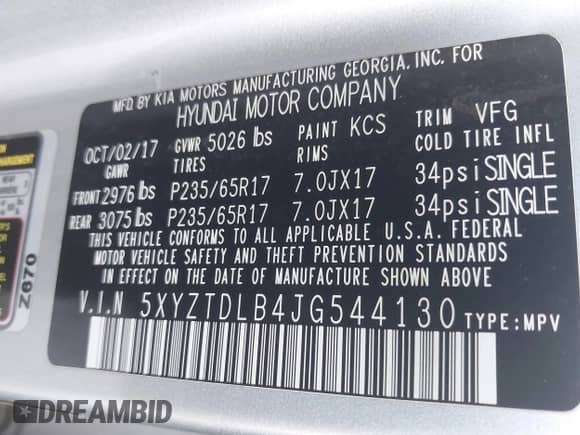 MFD. BY KIA MOTORS MANUFACTURING GEORGIA, INC. FOR
HYUNDAI MOTOR COMPANY
OCT/02/17 GVWR 5026 lbs PAINT KCS TRIM VFG
GAWR TIRES RIMS COLD TIRE INFL
FRONT 2976 lbs P235/65R17 7.0JX17 34psi SINGLE
REAR 3075 lbs P235/65R17 7.0JX17 34psi SINGLE
THIS VEHICLE CONFORMS TO ALL APPLICABLE U.S.A. FEDERAL
MOTOR VEHICLE SAFETY AND THEFT PREVENTION STANDARDS
IN EFFECT ON THE DATE OF MANUFACTURE SHOWN ABOVE.
V.I.N 5XYZTDLB4JG544130 TYPE:MPV
Z670
DREAMBID